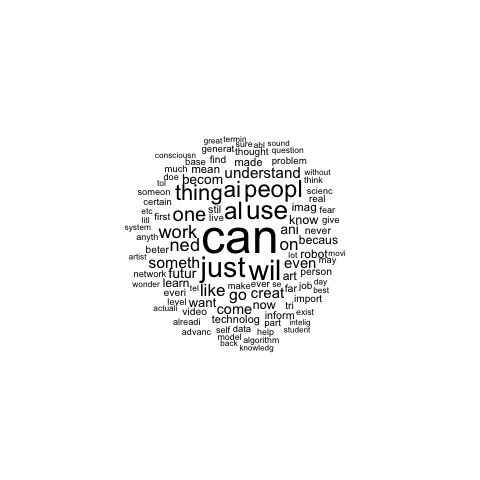 great termin
generat sure abl sound
consciousn thought question
base find made problem
much mean understand without
doe becom think
tol thing ai peopl scienc
someon real
certain stil al use imag fear
etc one live know give
litl first
system work can ani never
anyth ned on becaus
beter lot robot movi
artist someth just wil even may
network futur art person
wonder learn like make ever se far job day
everi tel go creat best
level want now tri import
actuali video come inform exist
alreadi technolog part intelig
advanc self data help student
model algorithm
back knowledg